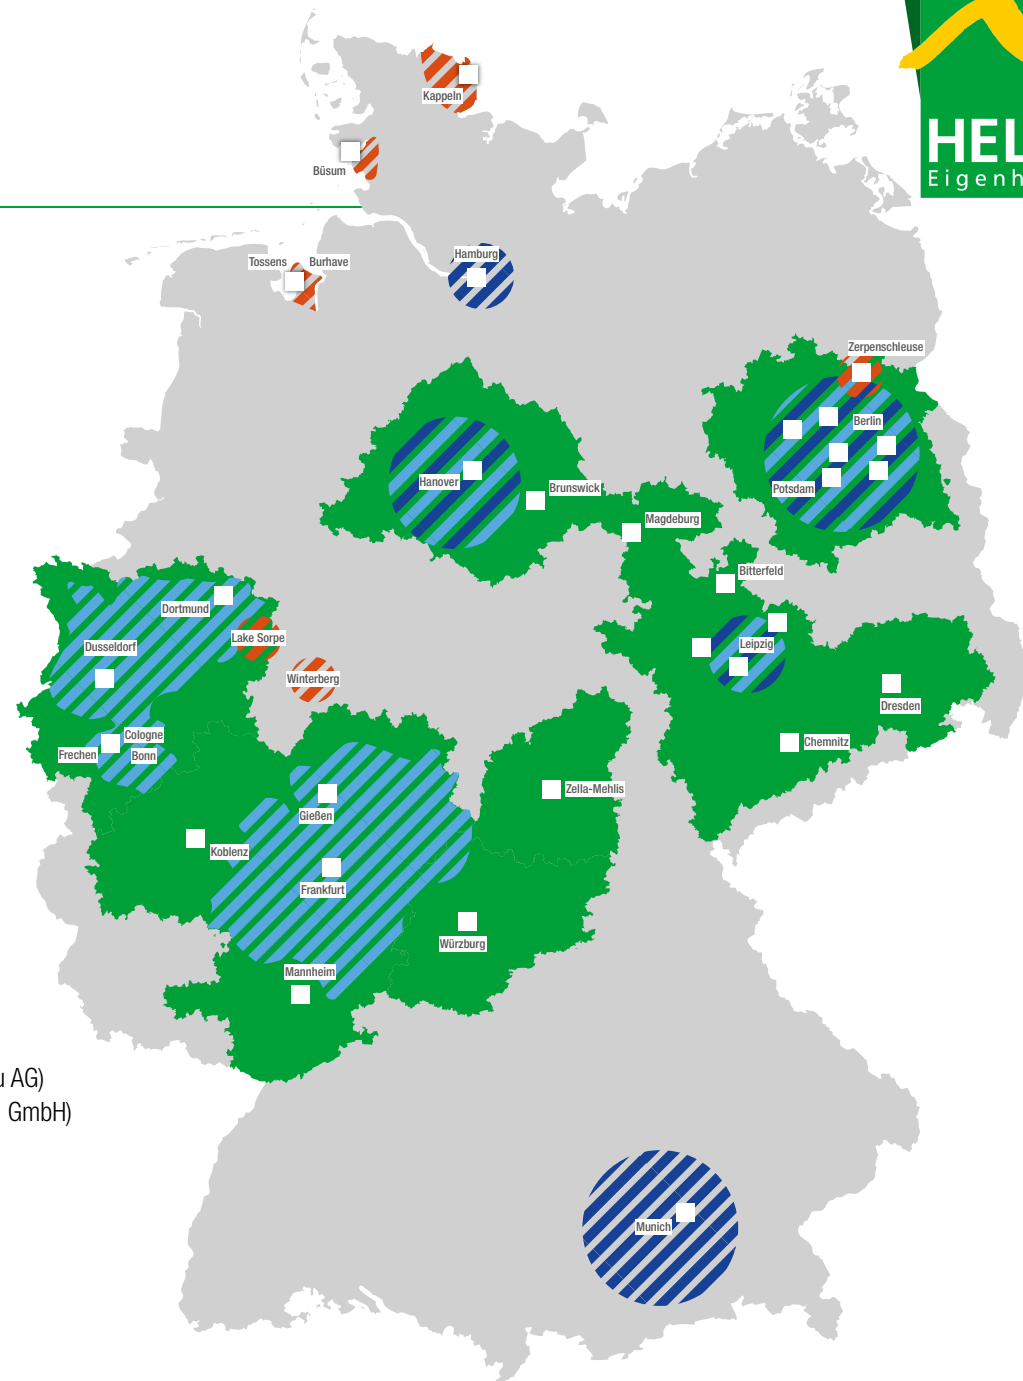 HEL
Eigenh
Kappeln
Büsum
Tossens Burhave
Hamburg
Zerpenschleuse
Berlin
Potsdam
Hanover
Brunswick
Magdeburg
Bitterfeld
Leipzig
Dresden
Chemnitz
Dortmund
Lake Sorpe
Dusseldorf
Winterberg
Cologne
Frechen
Bonn
Zella-Mehlis
Gießen
Koblenz
Frankfurt
Würzburg
Mannheim
AG)
GmbH)
Munich